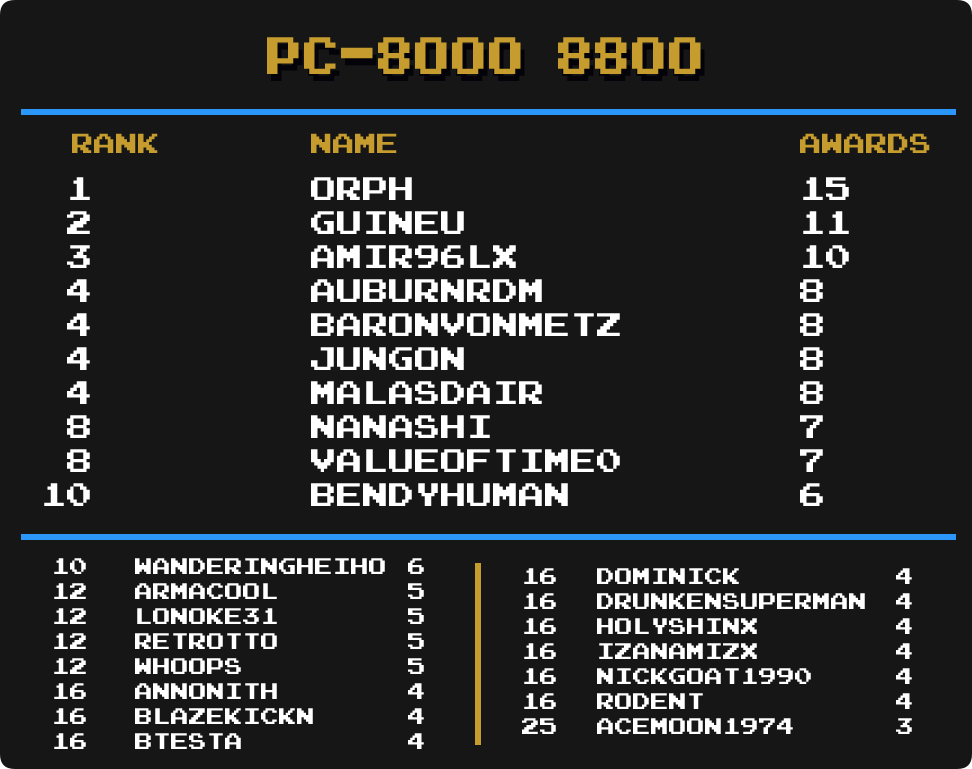 PC-8000 8800
RANK NAME AWARDS
1 ORPH 15
2 GUINEU 11
3 AMIR96LX 10
4 AUBURNRDM 8
4 BARONVONMETZ 8
4 JUNGON 8
4 MALASDAIR 8
8 NANASHI 7
8 VALUEOFTIME0 7
10 BENDYHUMAN 6
10 WANDERINGHEIHO 6
12 ARMACOOL 5
12 LONOKE31 5
12 RETROTTO 5
12 WHOOPS 5
16 ANNONITH 4
16 BLAZEKICKN 4
16 BTESTA 4
16 DOMINICK 4
16 DRUNKENSUPERMAN 4
16 HOLYSHINX 4
16 IZANAMIZX 4
16 NICKGOAT1990 4
16 RODENT 4
25 ACEMOON1974 3